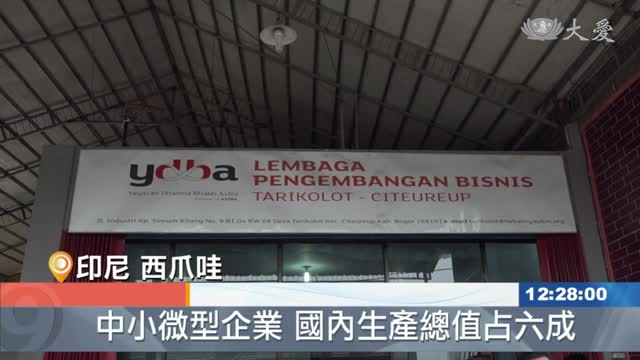 大愛
ydba
Yayasan Dharma Bhakti Astra
LEMBAGA
PENGEMBANGAN BISNIS
TARIKOLOT - CITEUREUP
印尼 西爪哇
12:28:00
中小微型企業 國內生產總值占六成